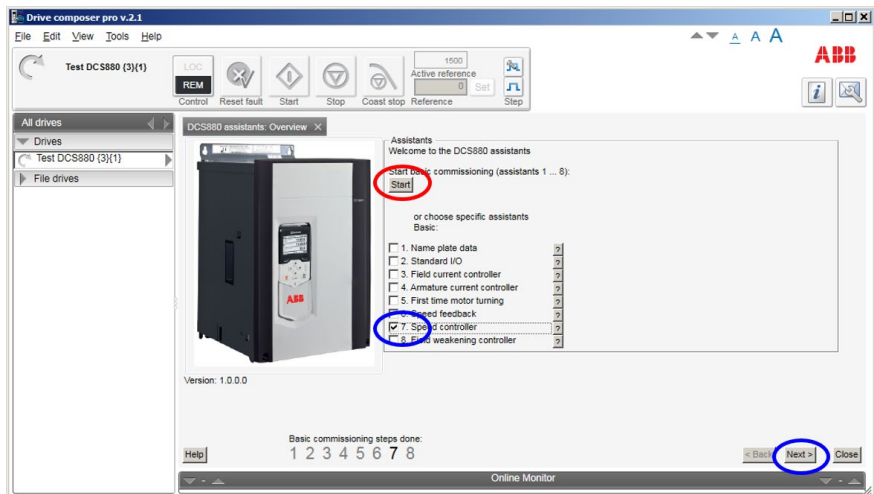 Drive composer pro v.2.1
File Edit View Tools Help
A A A
ABB
Test DCS880 {3}{1}
LOC
REM
Control
Reset fault
Start
Stop
Coast stop
1500
Active reference
0
Set
Reference
Step
i
All drives
Drives
Test DCS880 {3}{1}
File drives
DCS880 assistants: Overview
ABB
Version: 1.0.0.0
Assistants
Welcome to the DCS880 assistants
Start basic commissioning (assistants 1 ... 8):
Start
or choose specific assistants
Basic:
1. Name plate data ?
2. Standard I/O ?
3. Field current controller ?
4. Armature current controller ?
5. First time motor turning ?
6. Speed feedback ?
7. Speed controller ?
8. Field weakening controller ?
Basic commissioning steps done:
1 2 3 4 5 6 7 8
Help
< Back
Next >
Close
Online Monitor